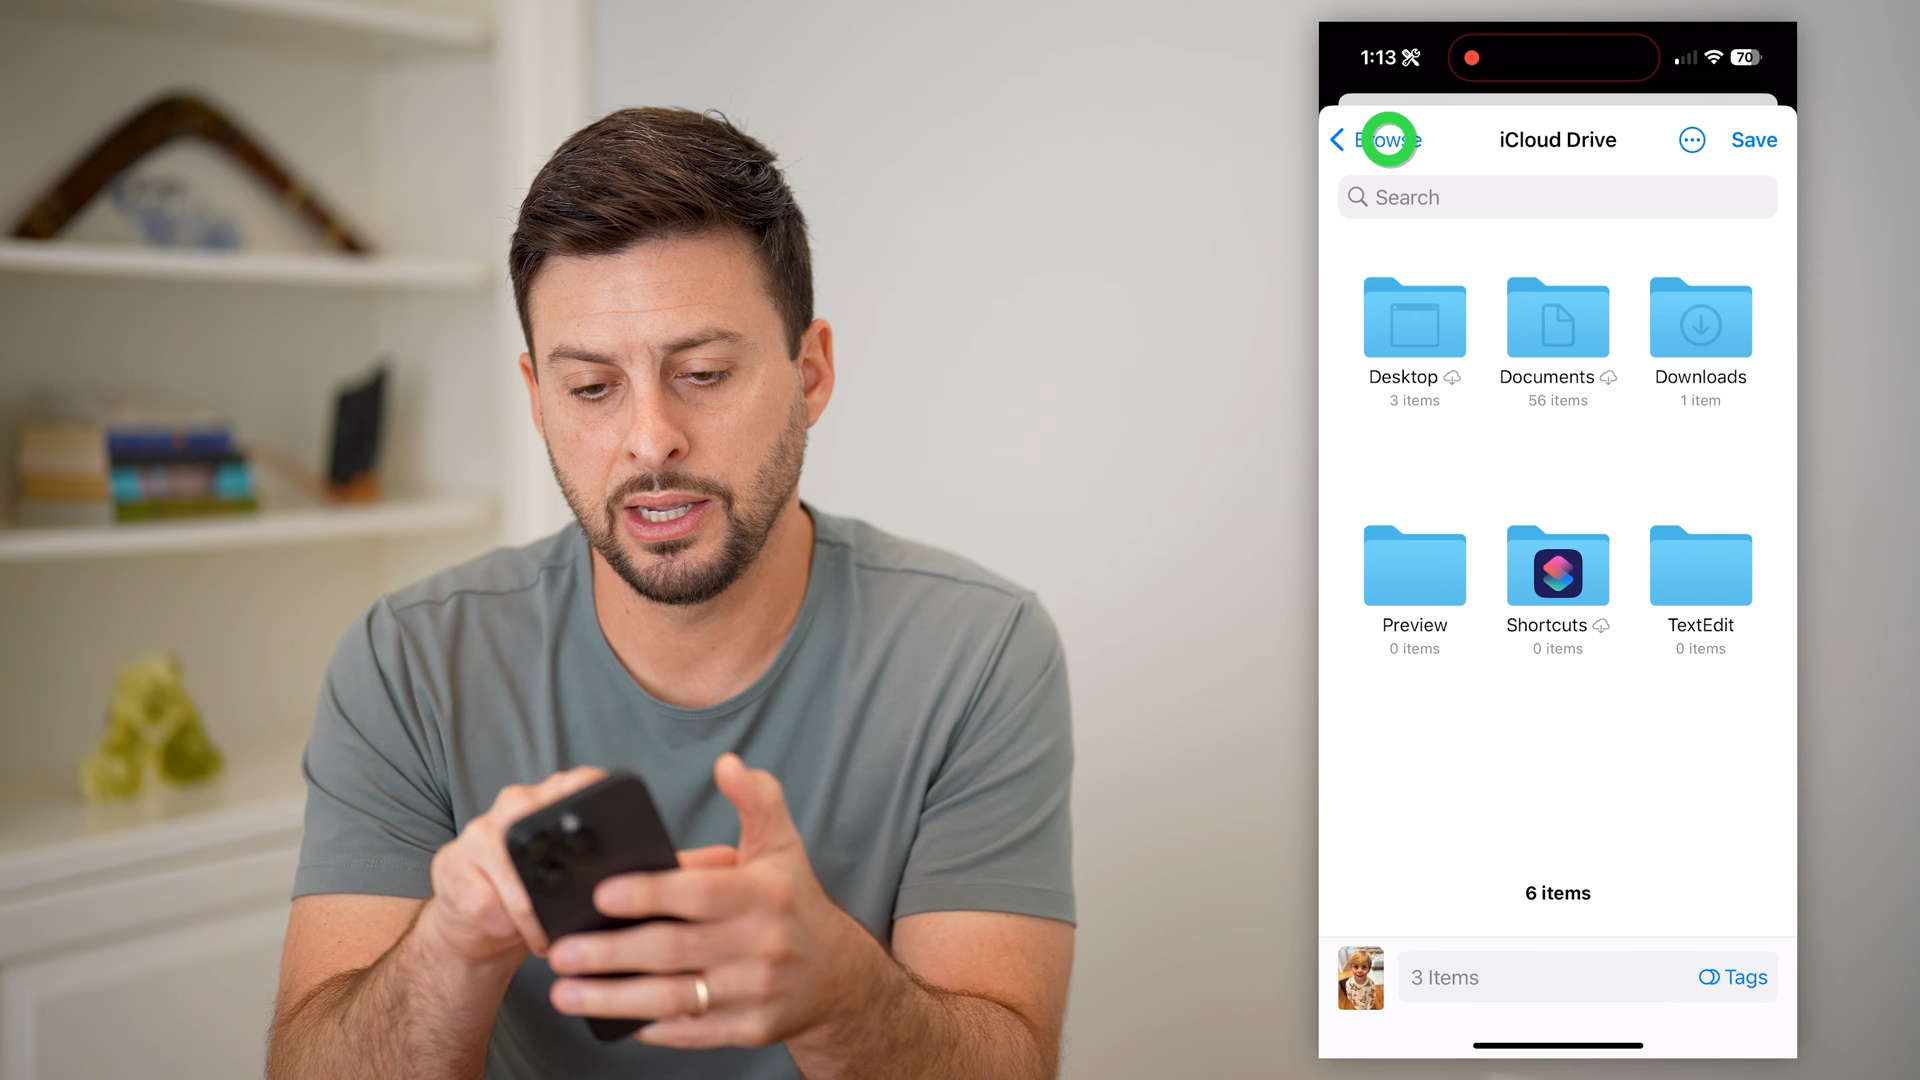 1:13
70
Browse
iCloud Drive
Save
Search
Desktop
3 items
Documents
56 items
Downloads
1 item
Preview
0 items
Shortcuts
0 items
TextEdit
0 items
6 items
3 Items
Tags